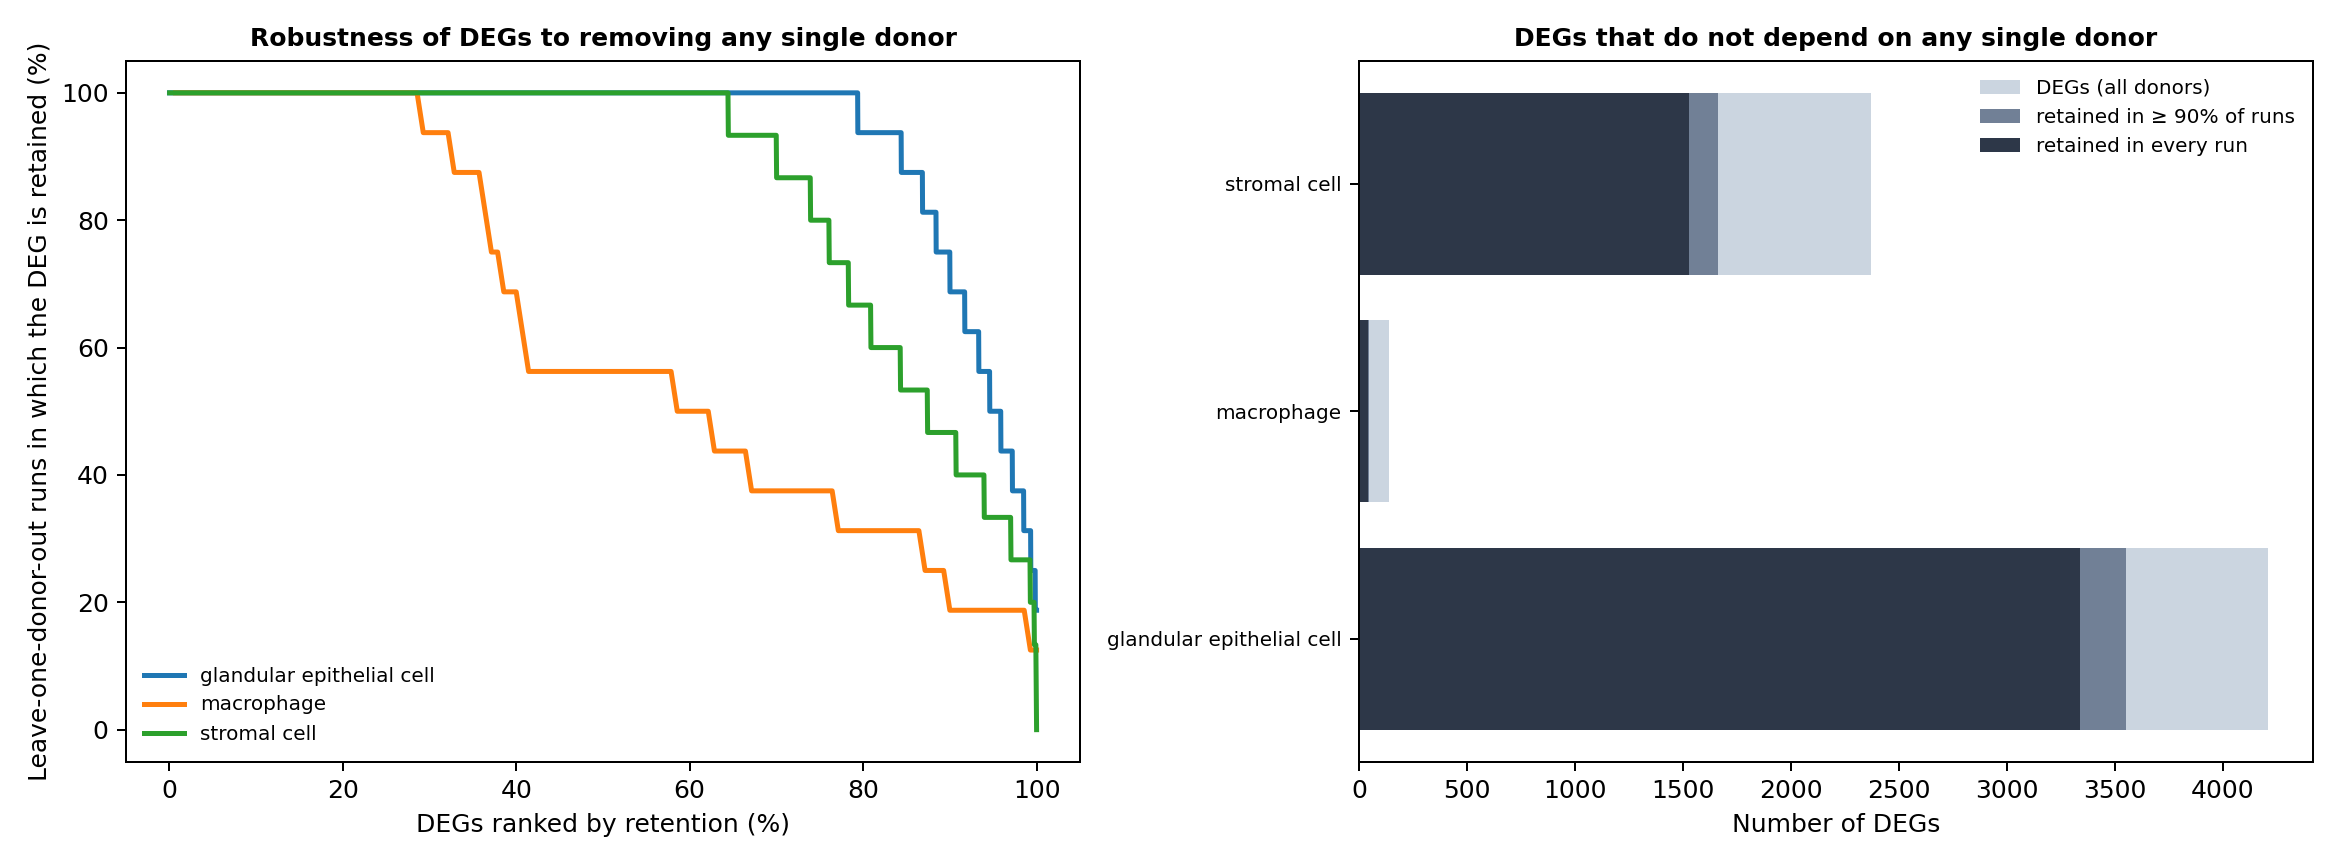 Robustness of DEGs to removing any single donor
Leave-one-donor-out runs in which the DEG is retained (%)
100
80
60
40
20
0
glandular epithelial cell
macrophage
stromal cell
0 20 40 60 80 100
DEGs ranked by retention (%)
DEGs that do not depend on any single donor
DEGs (all donors)
retained in ≥ 90% of runs
retained in every run
stromal cell
macrophage
glandular epithelial cell
0 500 1000 1500 2000 2500 3000 3500 4000
Number of DEGs